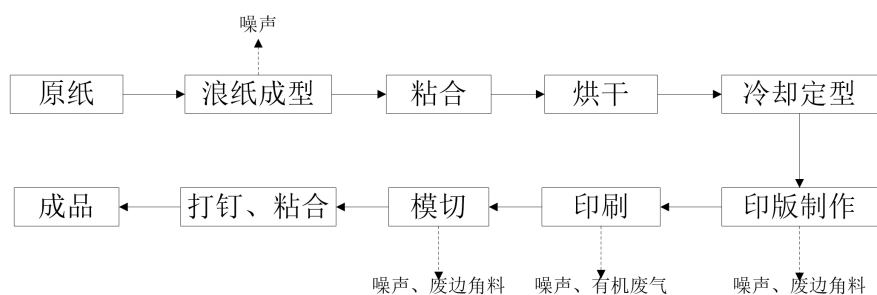 噪声
原纸
浪纸成型
粘合
烘干
冷却定型
成品
打钉、粘合
模切
印刷
印版制作
噪声、废边角料
噪声、有机废气
噪声、废边角料